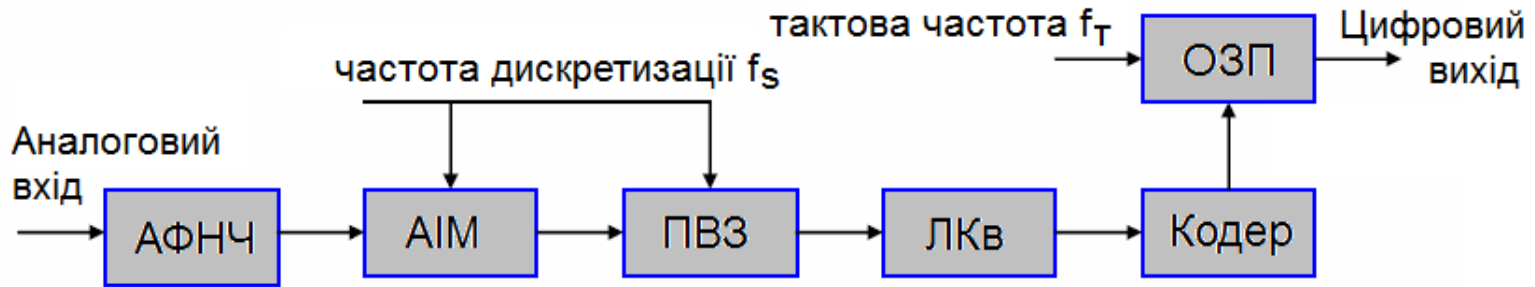 тактова частота fT
ОЗП
Цифровий
вихід
частота дискретизації fS
Аналоговий
вхід
АФНЧ
АІМ
ПВЗ
ЛКв
Кодер